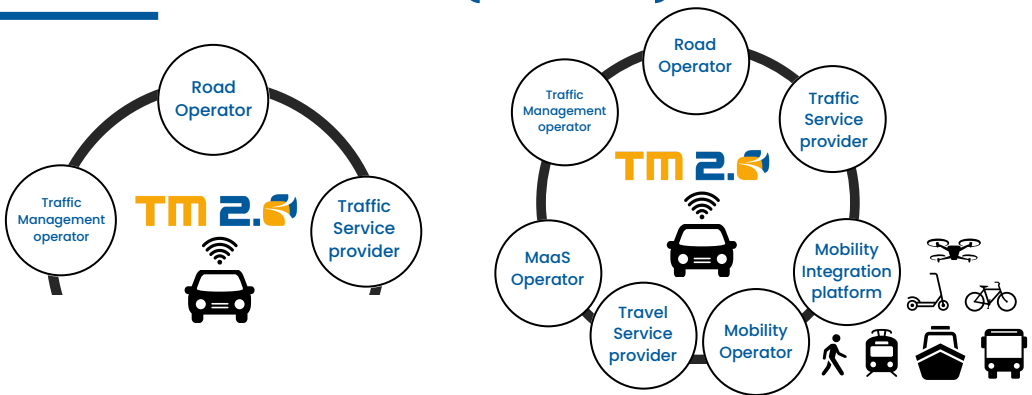 Road
Operator
Traffic
Management
operator
TM 2.0
Traffic
Service
provider
Road
Operator
Traffic
Management
operator
Traffic
Service
provider
TM 2.0
MaaS
Operator
Mobility
Integration
platform
Travel
Service
provider
Mobility
Operator